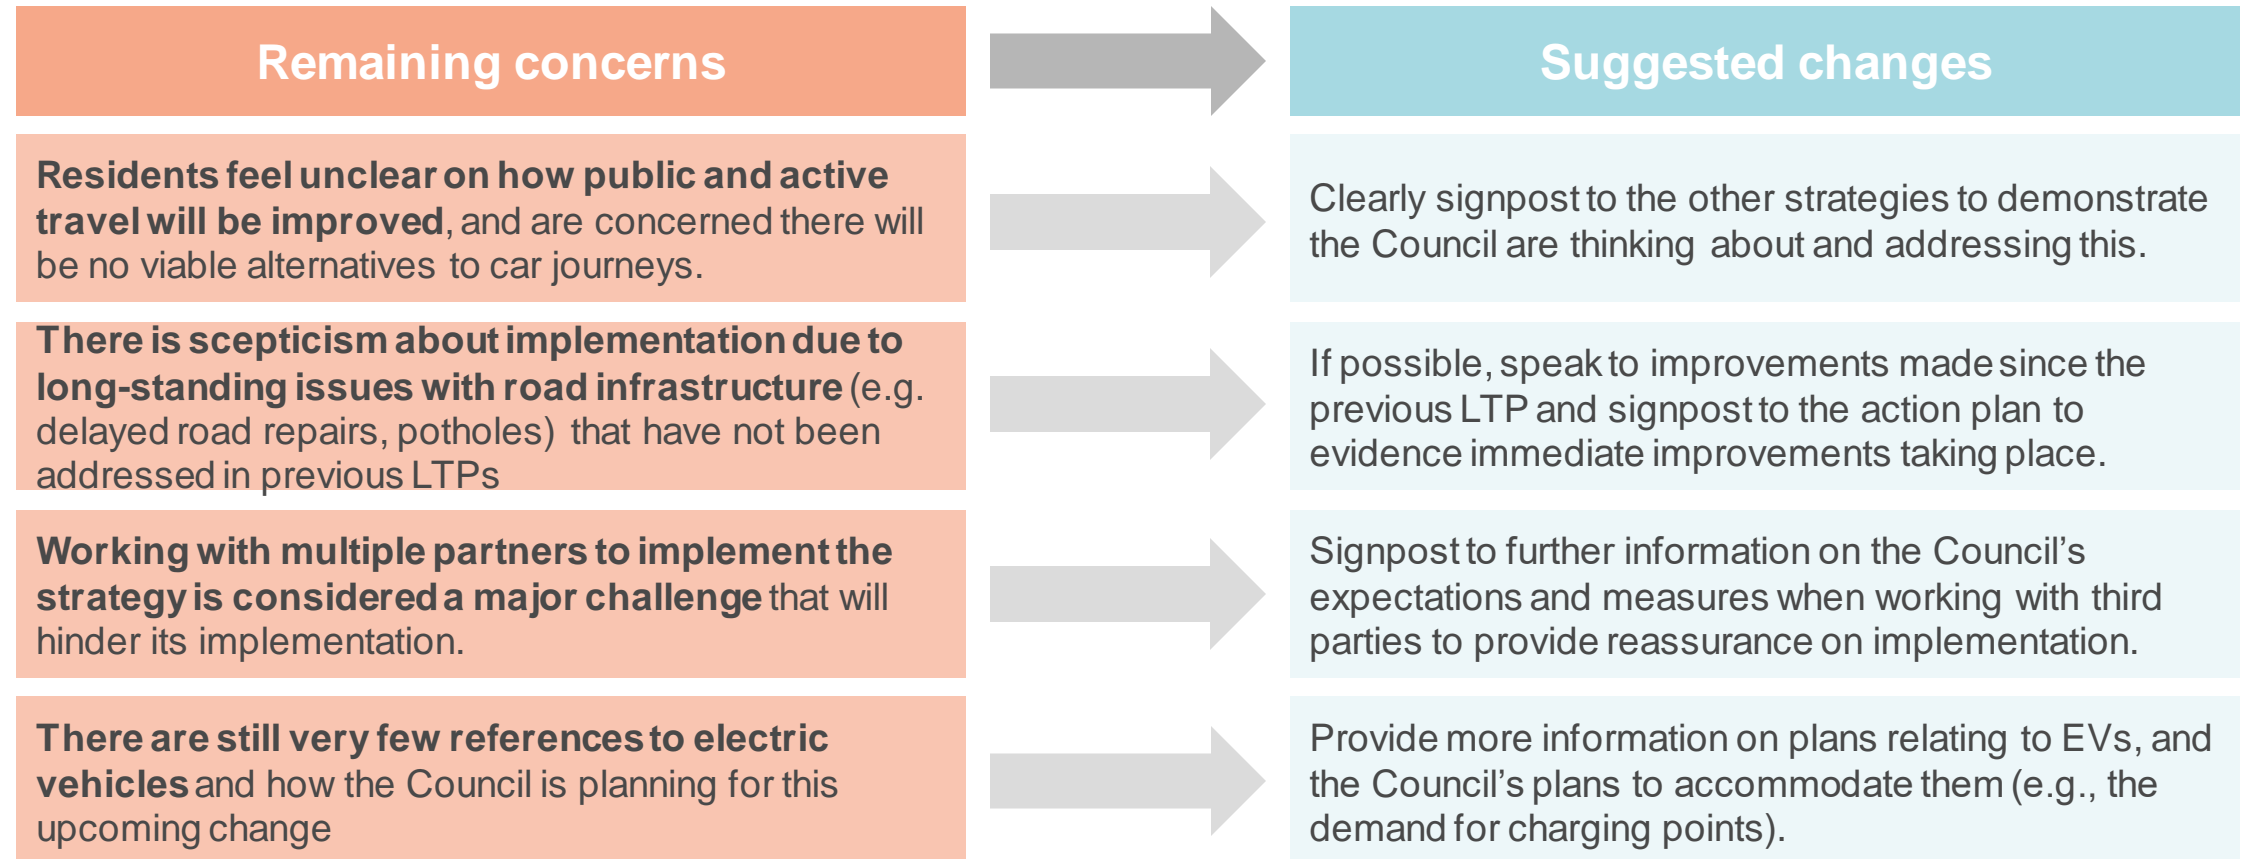 Remaining concerns
Suggested changes
Residents feel unclear on how public and active
travel will be improved, and are concerned there will
be no viable alternatives to car journeys.
Clearly signpost to the other strategies to demonstrate
the Council are thinking about and addressing this.
There is scepticism about implementation due to
long-standing issues with road infrastructure (e.g.
delayed road repairs, potholes) that have not been
addressed in previous LTPs
If possible, speak to improvements made since the
previous LTP and signpost to the action plan to
evidence immediate improvements taking place.
Working with multiple partners to implement the
strategy is considered a major challenge that will
hinder its implementation.
Signpost to further information on the Council’s
expectations and measures when working with third
parties to provide reassurance on implementation.
There are still very few references to electric
vehicles and how the Council is planning for this
upcoming change
Provide more information on plans relating to EVs, and
the Council’s plans to accommodate them (e.g., the
demand for charging points).